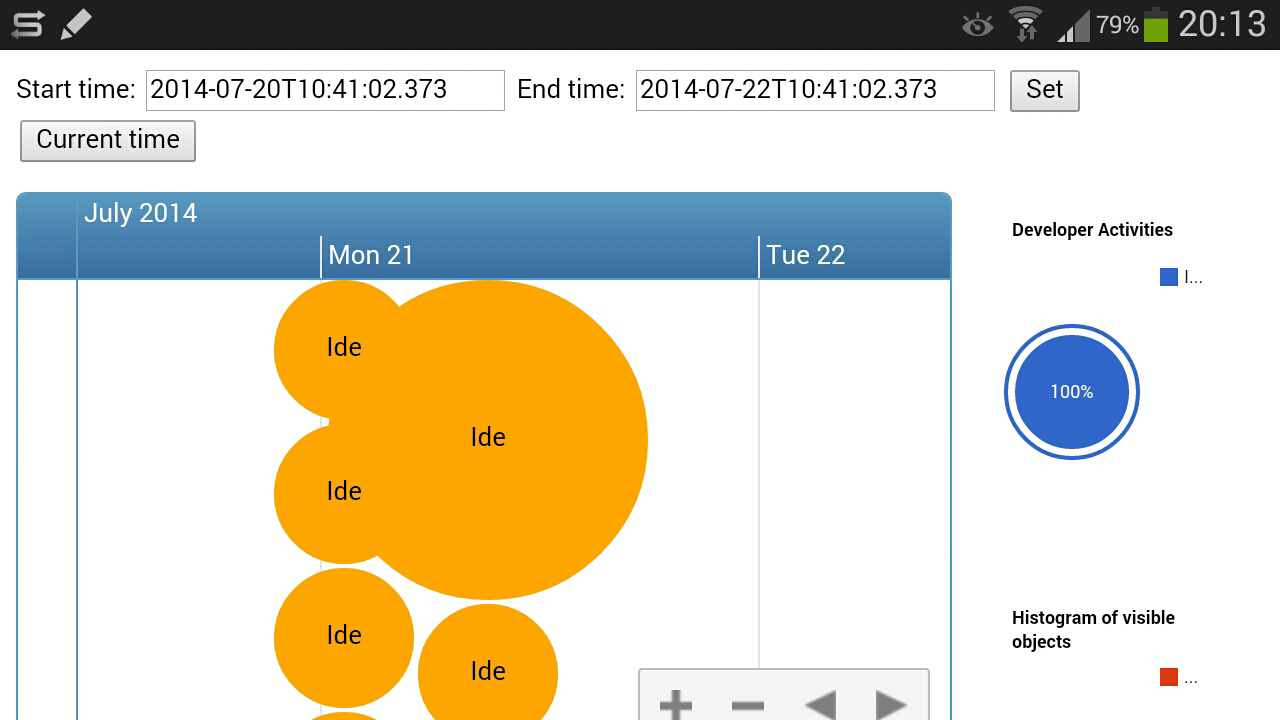 79% 20:13
Start time: 2014-07-20T10:41:02.373 End time: 2014-07-22T10:41:02.373 Set
Current time
July 2014
Mon 21 Tue 22
Developer Activities
I...
Ide
Ide
100%
Ide
Ide
Ide
Histogram of visible
objects
...